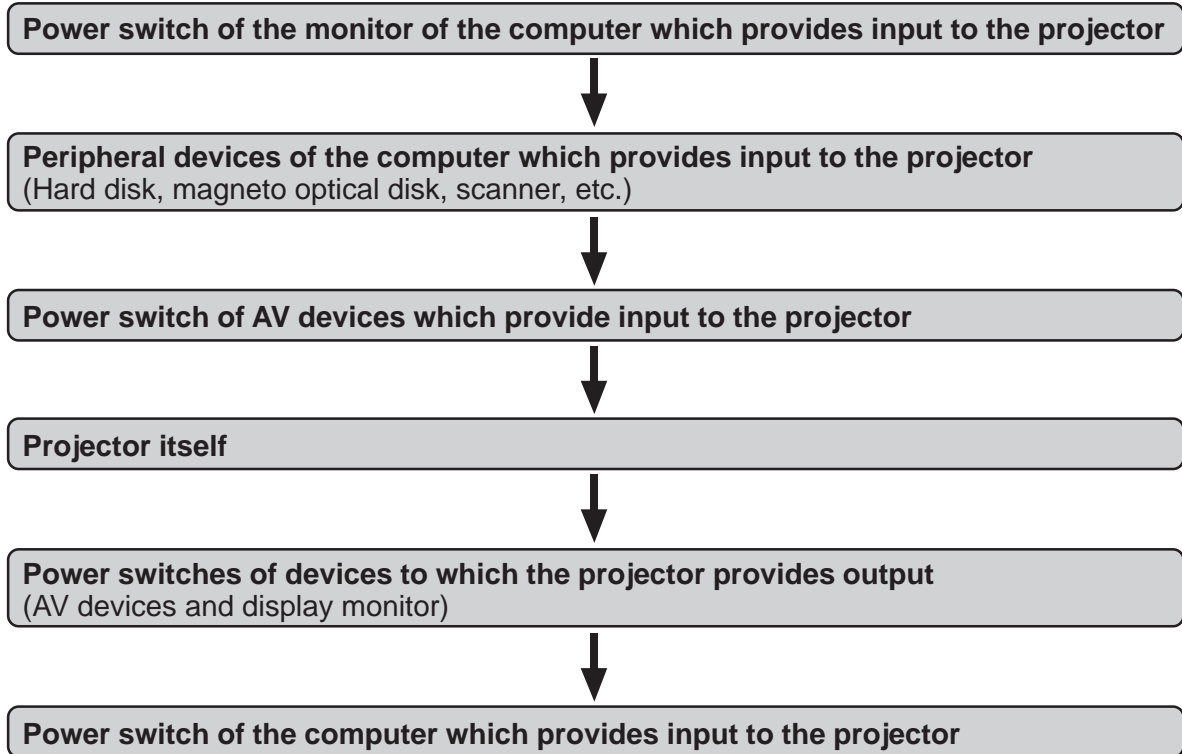 Power switch of the monitor of the computer which provides input to the projector
Peripheral devices of the computer which provides input to the projector
(Hard disk, magneto optical disk, scanner, etc.)
Power switch of AV devices which provide input to the projector
Projector itself
Power switches of devices to which the projector provides output
(AV devices and display monitor)
Power switch of the computer which provides input to the projector